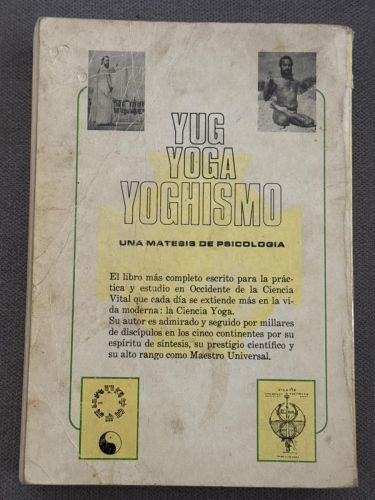 YUG
YOGA
YOGHISMO
UNA MATESIS DE PSICOLOGIA
El libro más completo escrito para la prác-
tica y estudio en Occidente de la Ciencia
Vital que cada día se extiende más en la vi-
da moderna: la Ciencia Yoga.
Su autor es admirado y seguido por millares
de discípulos en los cinco continentes por su
espíritu de síntesis, su prestigio científico y
su alto rango como Maestro Universal.